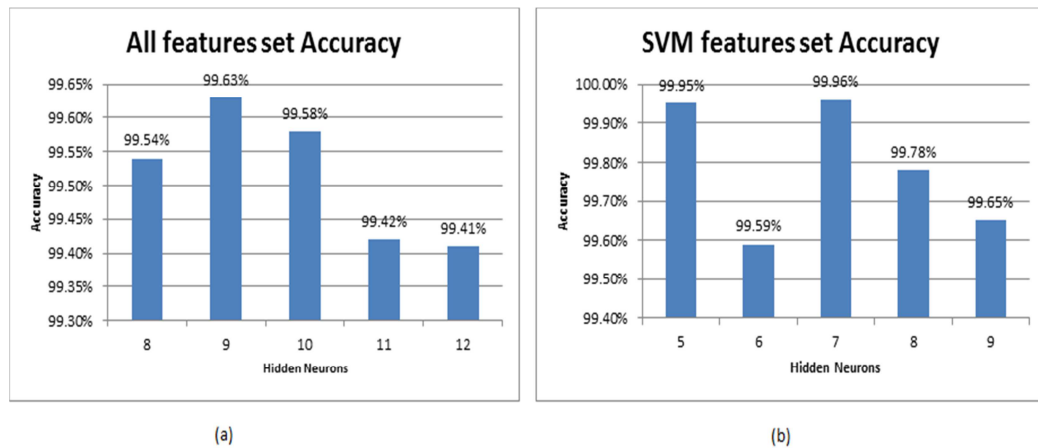 All features set Accuracy
99.65%
99.60%
99.55%
99.50%
99.45%
99.40%
99.35%
99.30%
Accuracy
99.54%
99.63%
99.58%
99.42%
99.41%
8 9 10 11 12
Hidden Neurons
(a)
SVM features set Accuracy
100.00%
99.90%
99.80%
99.70%
99.60%
99.50%
99.40%
Accuracy
99.95%
99.59%
99.96%
99.78%
99.65%
5 6 7 8 9
Hidden Neurons
(b)